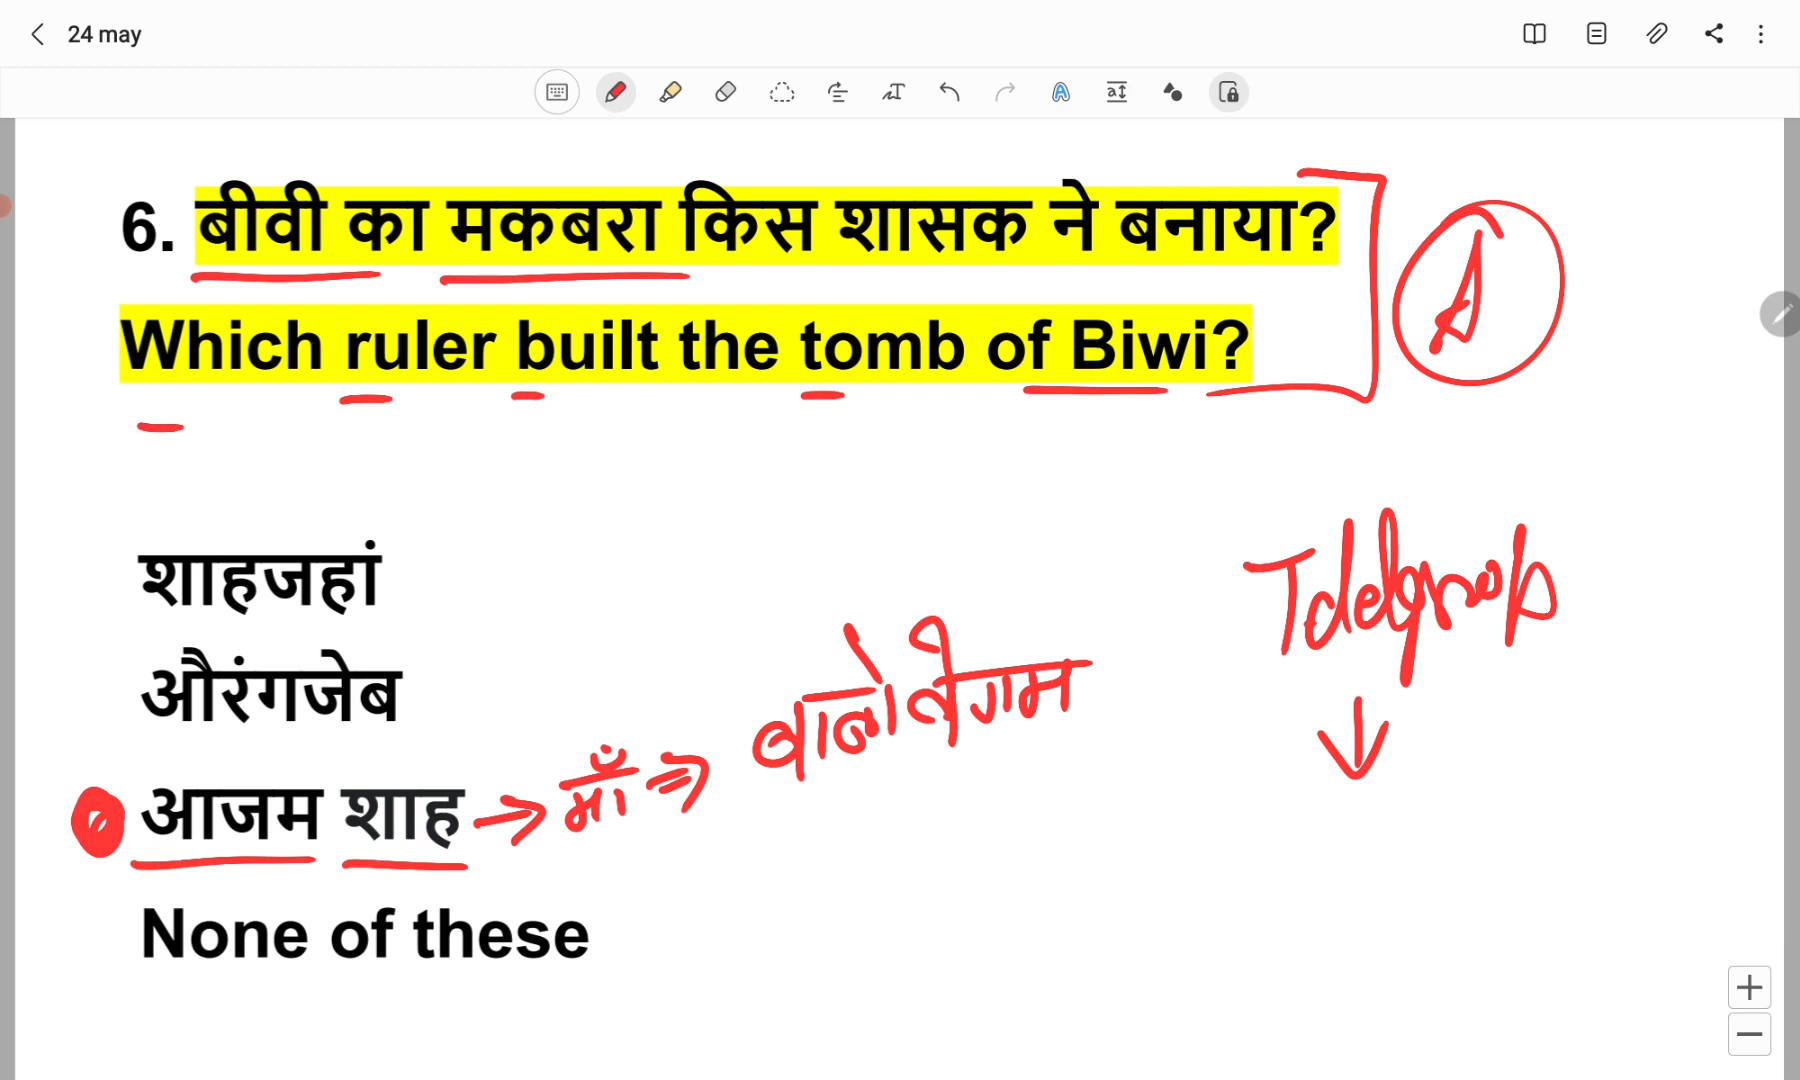 24 may
6. बीवी का मकबरा किस शासक ने बनाया?
Which ruler built the tomb of Biwi?
A
शाहजहां
औरंगजेब
आजम शाह → माँ ⇒ बानो बेगम
None of these